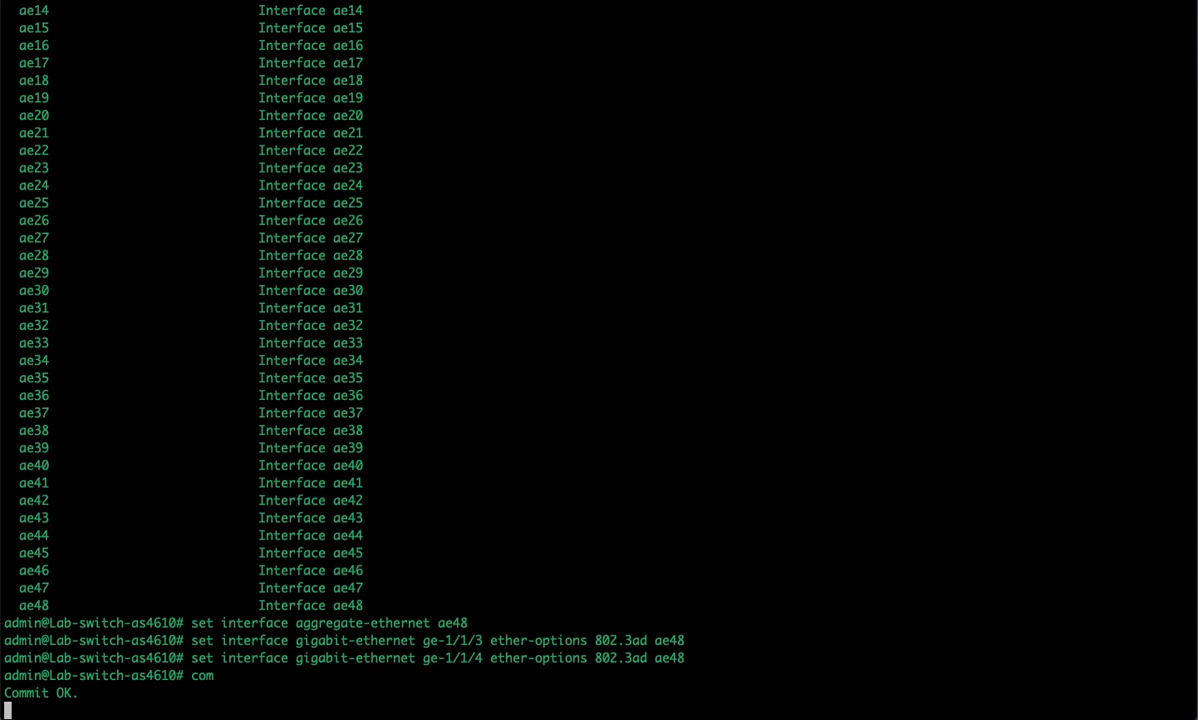 ae14 Interface ae14
ae15 Interface ae15
ae16 Interface ae16
ae17 Interface ae17
ae18 Interface ae18
ae19 Interface ae19
ae20 Interface ae20
ae21 Interface ae21
ae22 Interface ae22
ae23 Interface ae23
ae24 Interface ae24
ae25 Interface ae25
ae26 Interface ae26
ae27 Interface ae27
ae28 Interface ae28
ae29 Interface ae29
ae30 Interface ae30
ae31 Interface ae31
ae32 Interface ae32
ae33 Interface ae33
ae34 Interface ae34
ae35 Interface ae35
ae36 Interface ae36
ae37 Interface ae37
ae38 Interface ae38
ae39 Interface ae39
ae40 Interface ae40
ae41 Interface ae41
ae42 Interface ae42
ae43 Interface ae43
ae44 Interface ae44
ae45 Interface ae45
ae46 Interface ae46
ae47 Interface ae47
ae48 Interface ae48
admin@Lab-switch-as4610# set interface aggregate-ethernet ae48
admin@Lab-switch-as4610# set interface gigabit-ethernet ge-1/1/3 ether-options 802.3ad ae48
admin@Lab-switch-as4610# set interface gigabit-ethernet ge-1/1/4 ether-options 802.3ad ae48
admin@Lab-switch-as4610# com
Commit OK.